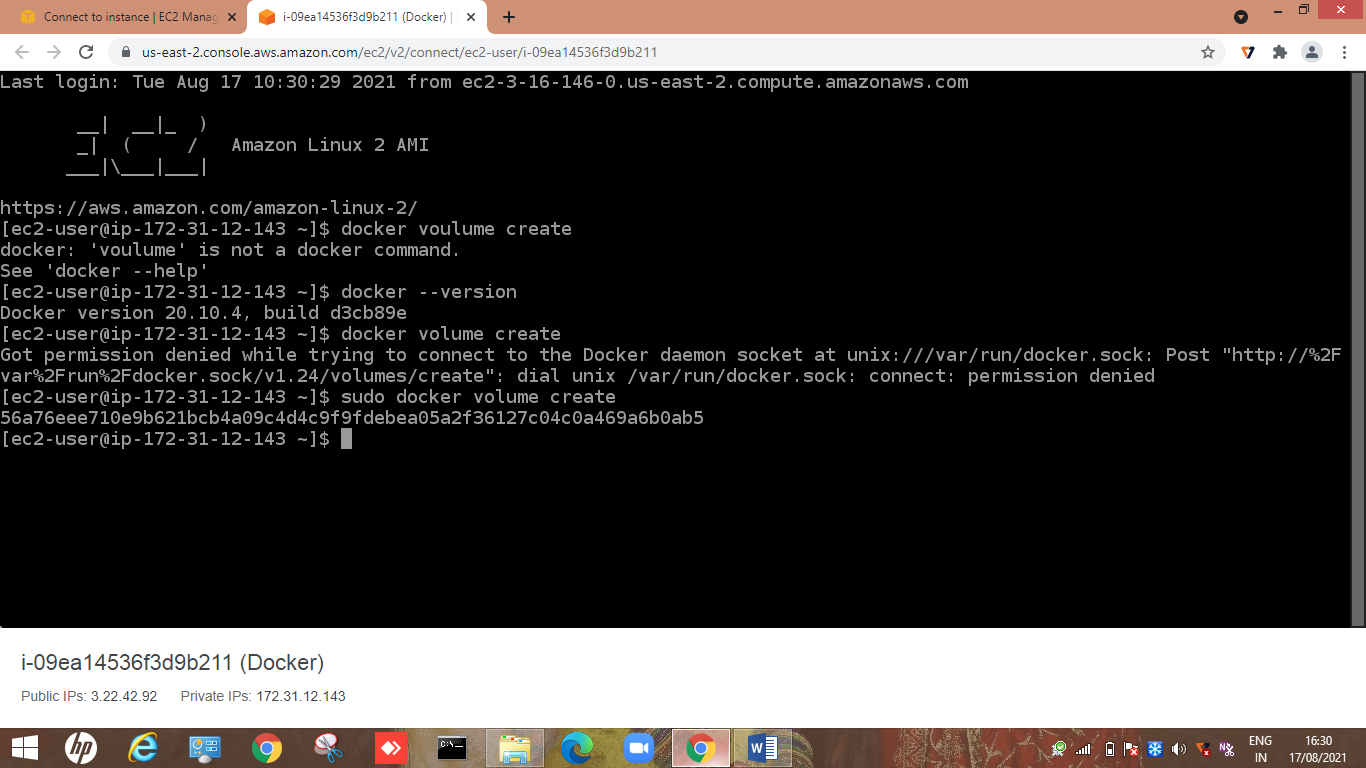 Connect to instance | EC2 Manag
i-09ea14536f3d9b211 (Docker) |
us-east-2.console.aws.amazon.com/ec2/v2/connect/ec2-user/i-09ea14536f3d9b211
Last login: Tue Aug 17 10:30:29 2021 from ec2-3-16-146-0.us-east-2.compute.amazonaws.com
__|  __|_  )
_|  (     /   Amazon Linux 2 AMI
___|\___|___|
https://aws.amazon.com/amazon-linux-2/
[ec2-user@ip-172-31-12-143 ~]$ docker voulume create
docker: 'voulume' is not a docker command.
See 'docker --help'
[ec2-user@ip-172-31-12-143 ~]$ docker --version
Docker version 20.10.4, build d3cb89e
[ec2-user@ip-172-31-12-143 ~]$ docker volume create
Got permission denied while trying to connect to the Docker daemon socket at unix:///var/run/docker.sock: Post "http://%2F
var%2Frun%2Fdocker.sock/v1.24/volumes/create": dial unix /var/run/docker.sock: connect: permission denied
[ec2-user@ip-172-31-12-143 ~]$ sudo docker volume create
56a76eee710e9b621bcb4a09c4d4c9f9fdebea05a2f36127c04c0a469a6b0ab5
[ec2-user@ip-172-31-12-143 ~]$
i-09ea14536f3d9b211 (Docker)
Public IPs: 3.22.42.92 Private IPs: 172.31.12.143
hp
C:\
W
ENG
IN
16:30
17/08/2021